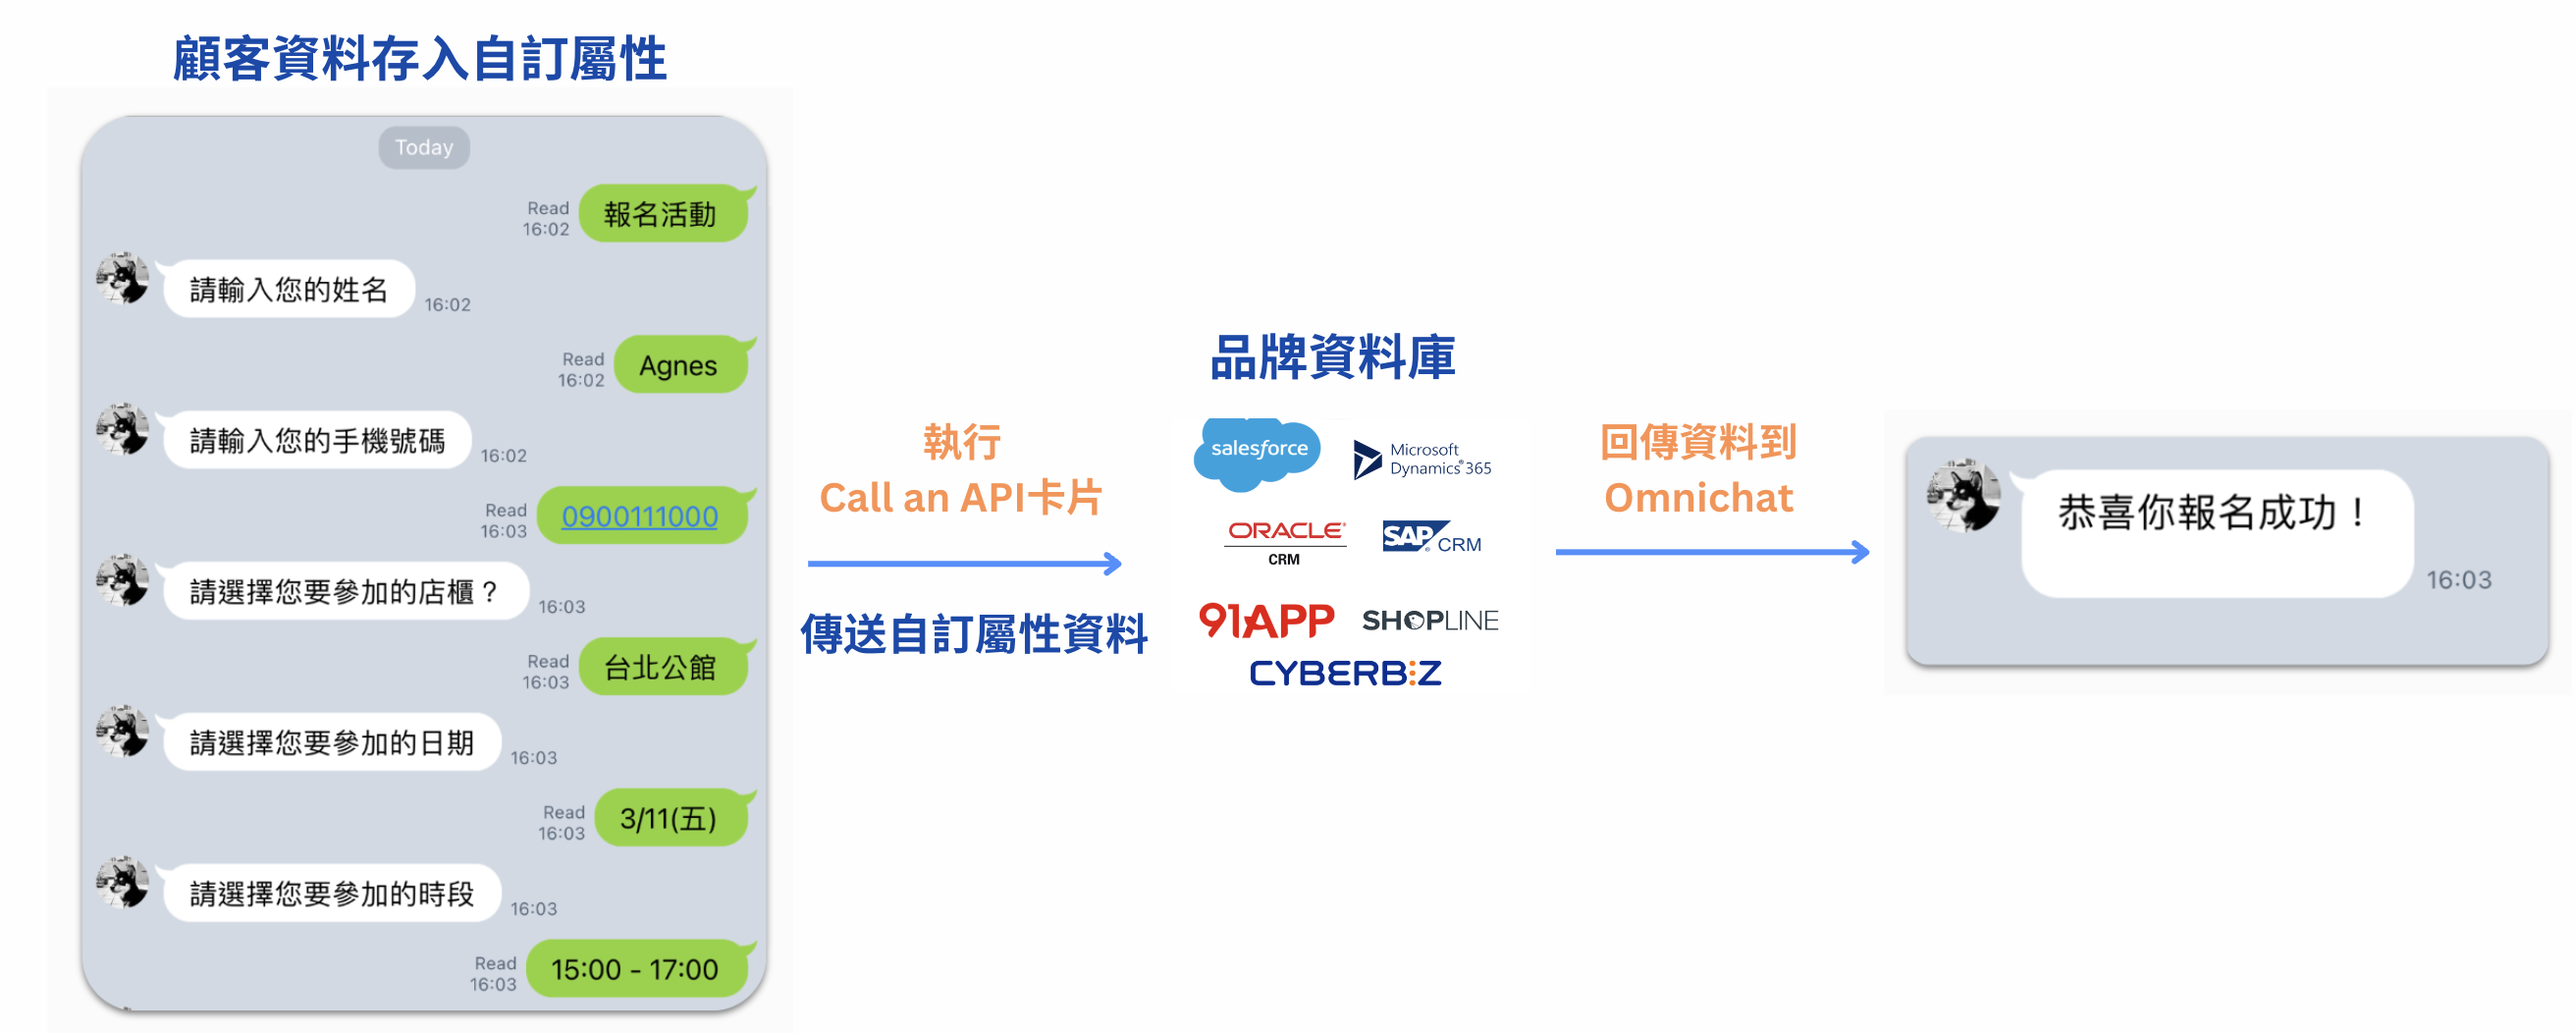 顧客資料存入自訂屬性
Today
報名活動
Read
16:02
請輸入您的姓名
16:02
Agnes
Read
16:02
請輸入您的手機號碼
16:02
0900111000
Read
16:03
請選擇您要參加的店櫃？
16:03
台北公館
Read
16:03
請選擇您要參加的日期
16:03
3/11(五)
Read
16:03
請選擇您要參加的時段
16:03
15:00 - 17:00
Read
16:03
執行
Call an API卡片
傳送自訂屬性資料
品牌資料庫
salesforce
Microsoft
Dynamics® 365
ORACLE®
CRM
SAP® CRM
91APP
SHOPLINE
CYBERBIZ
回傳資料到
Omnichat
恭喜你報名成功！
16:03